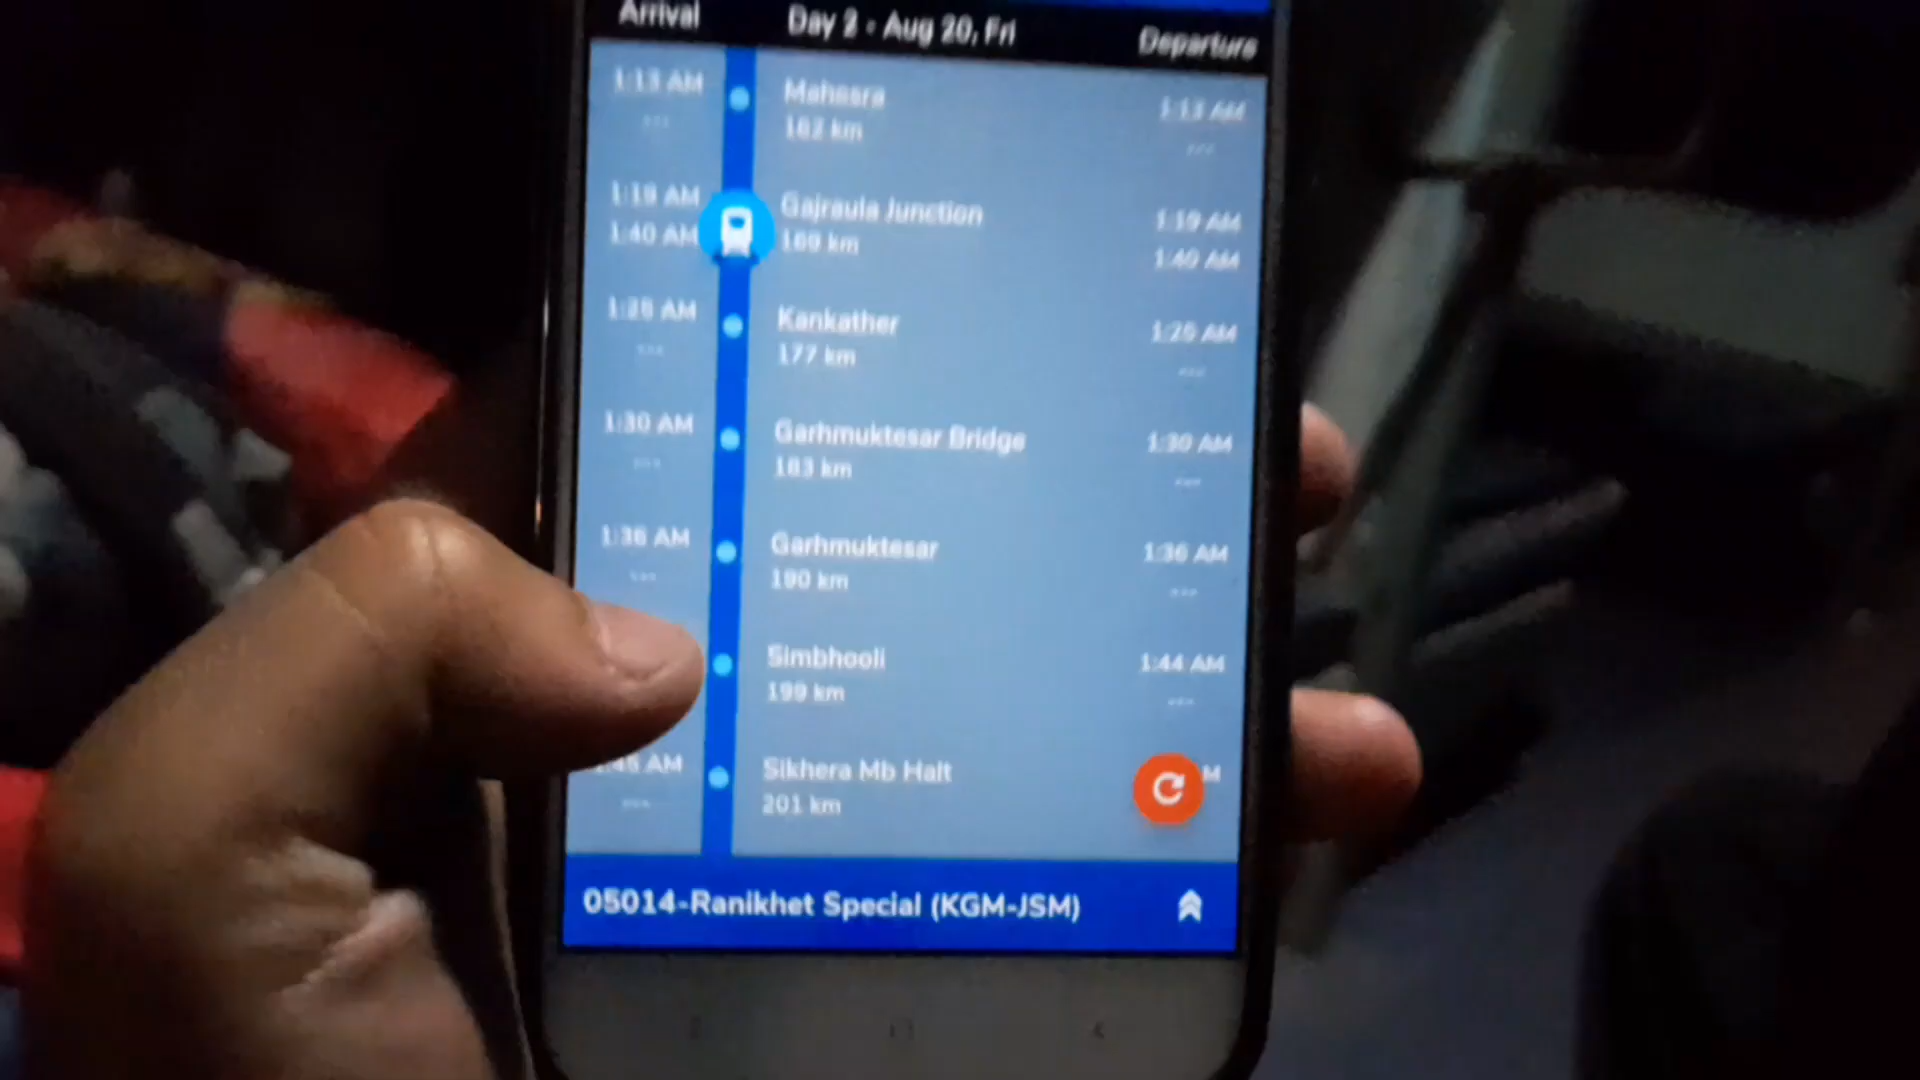 Arrival Day 2 - Aug 20, Fri Departure
1:13 AM Mahesra 1:13 AM
--- 162 km ---
1:19 AM Gajraula Junction 1:19 AM
1:40 AM 169 km 1:40 AM
1:25 AM Kankather 1:25 AM
--- 177 km ---
1:30 AM Garhmuktesar Bridge 1:30 AM
--- 183 km ---
1:36 AM Garhmuktesar 1:36 AM
--- 190 km ---
Simbhooli 1:44 AM
199 km ---
:45 AM Sikhera Mb Halt M
--- 201 km
05014-Ranikhet Special (KGM-JSM)